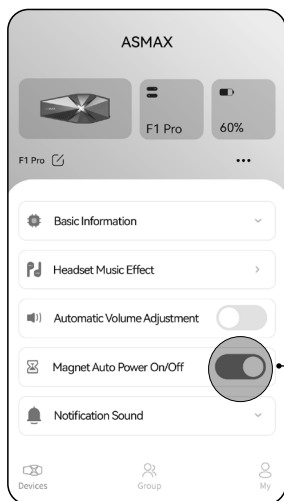 ASMAX
F1 Pro
60%
F1 Pro
Basic Information
Headset Music Effect
Automatic Volume Adjustment
Magnet Auto Power On/Off
Notification Sound
Devices
Group
My